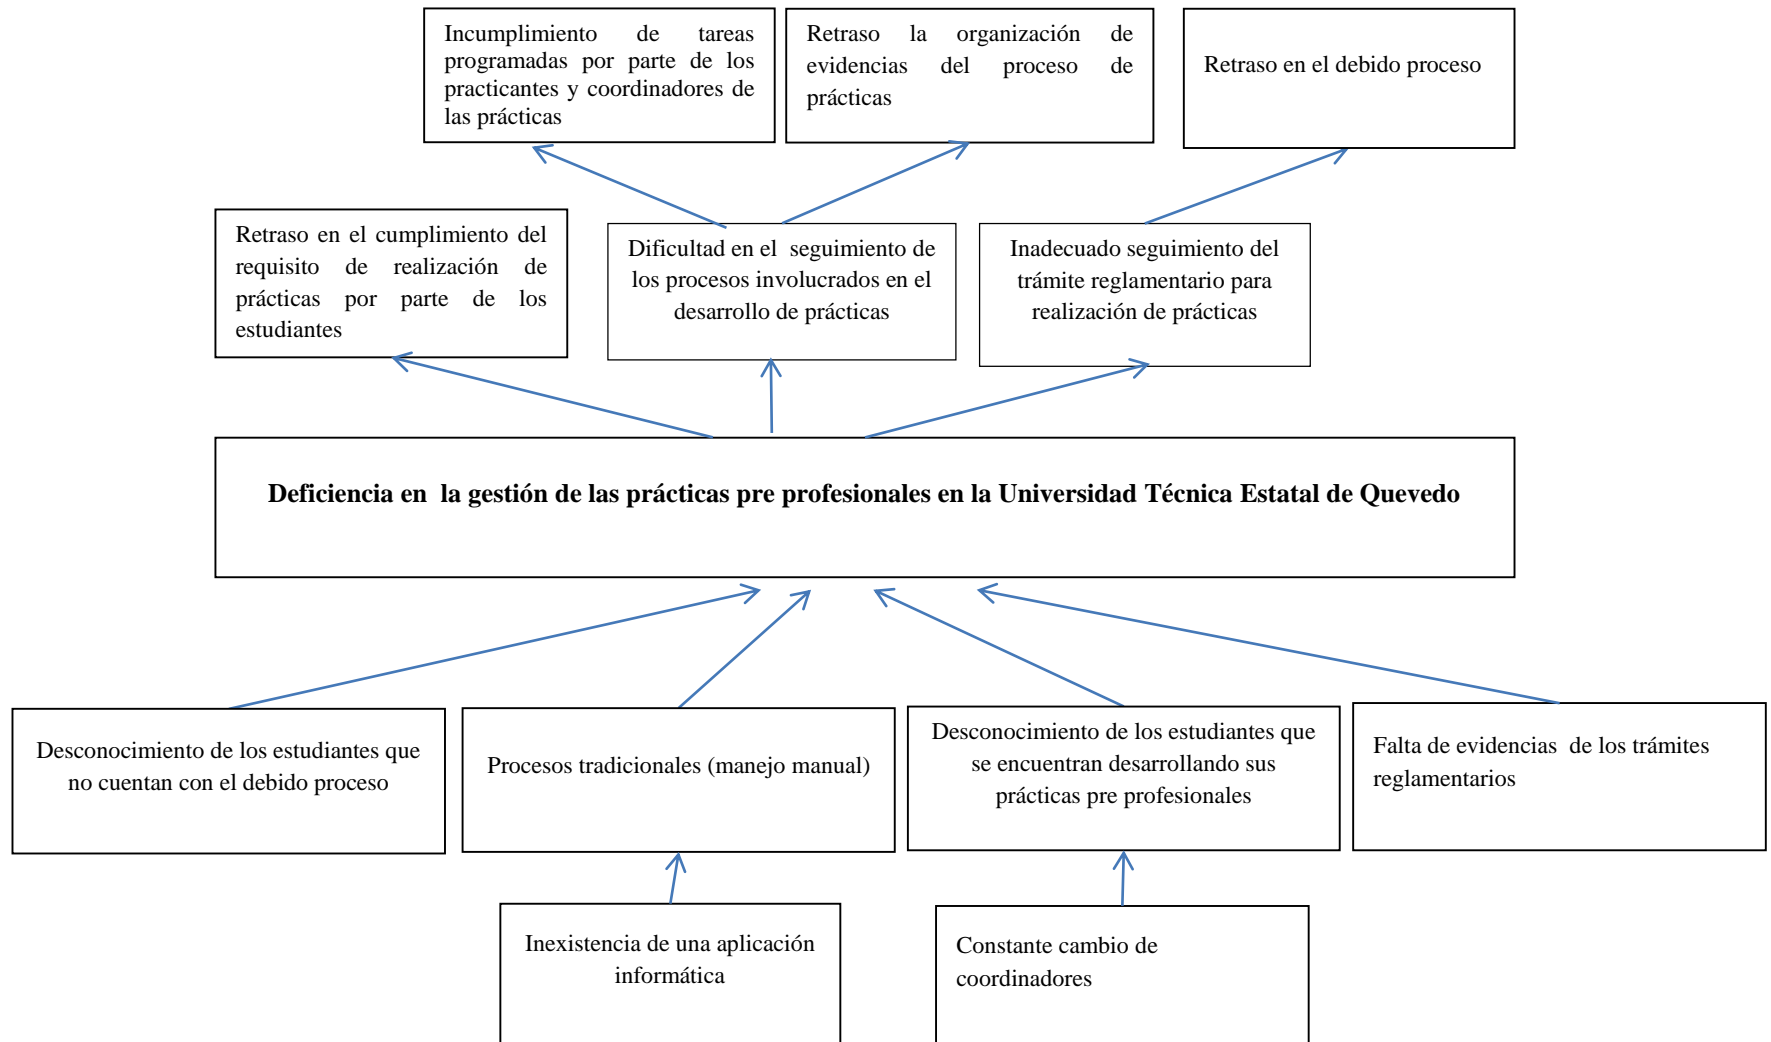 Incumplimiento de tareas
programadas por parte de los
practicantes y coordinadores de
las prácticas
Retraso la organización de
evidencias del proceso de
prácticas
Retraso en el debido proceso
Retraso en el cumplimiento del
requisito de realización de
prácticas por parte de los
estudiantes
Dificultad en el seguimiento de
los procesos involucrados en el
desarrollo de prácticas
Inadecuado seguimiento del
trámite reglamentario para
realización de prácticas
Deficiencia en la gestión de las prácticas pre profesionales en la Universidad Técnica Estatal de Quevedo
Desconocimiento de los estudiantes que
no cuentan con el debido proceso
Procesos tradicionales (manejo manual)
Desconocimiento de los estudiantes que
se encuentran desarrollando sus
prácticas pre profesionales
Falta de evidencias de los trámites
reglamentarios
Inexistencia de una aplicación
informática
Constante cambio de
coordinadores